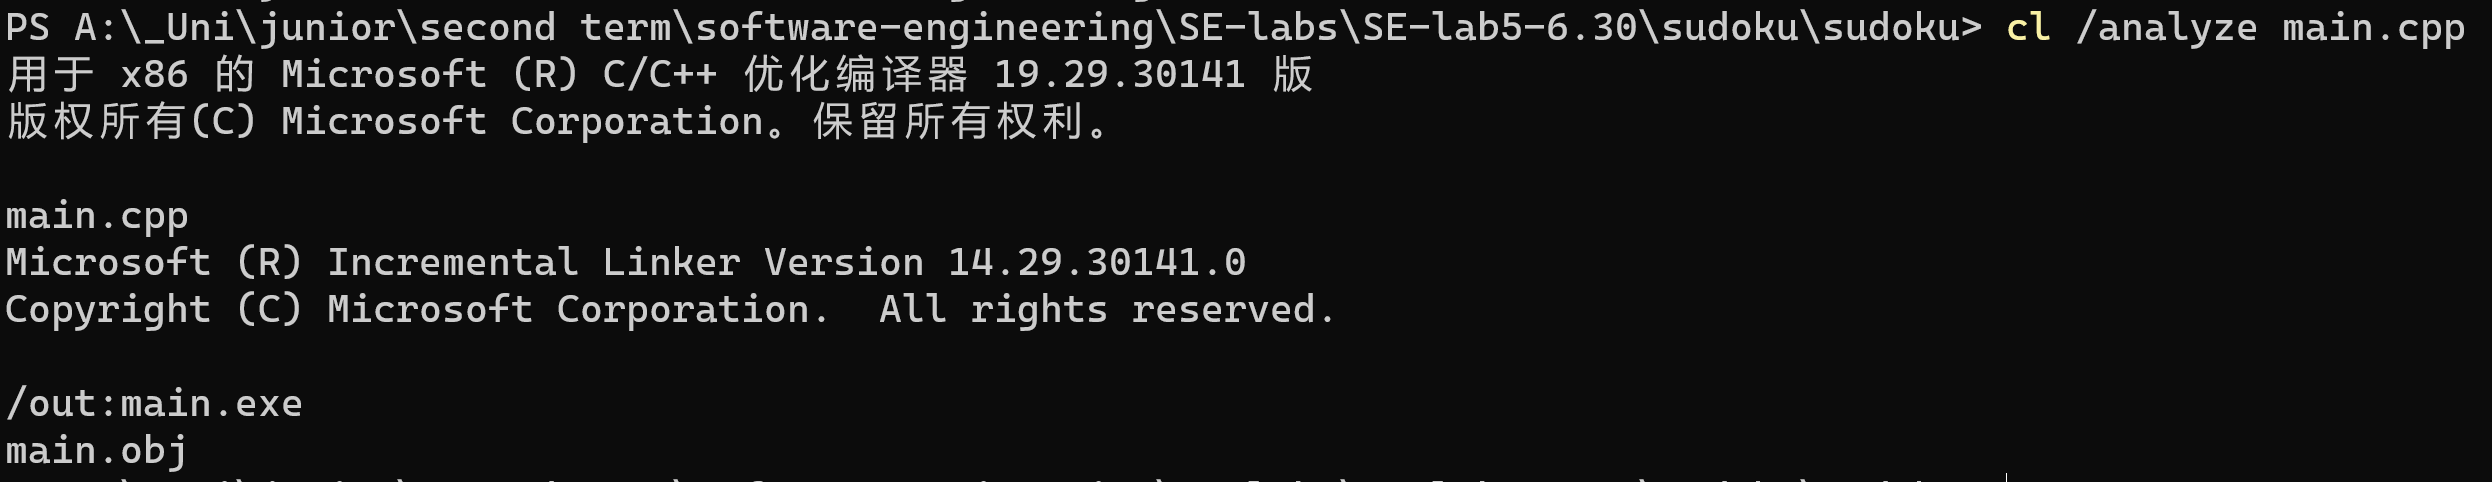 PS A:\_Uni\junior\second term\software-engineering\SE-labs\SE-lab5-6.30\sudoku\sudoku> cl /analyze main.cpp
用于 x86 的 Microsoft (R) C/C++ 优化编译器 19.29.30141 版
版权所有(C) Microsoft Corporation。保留所有权利。
main.cpp
Microsoft (R) Incremental Linker Version 14.29.30141.0
Copyright (C) Microsoft Corporation.  All rights reserved.
/out:main.exe
main.obj